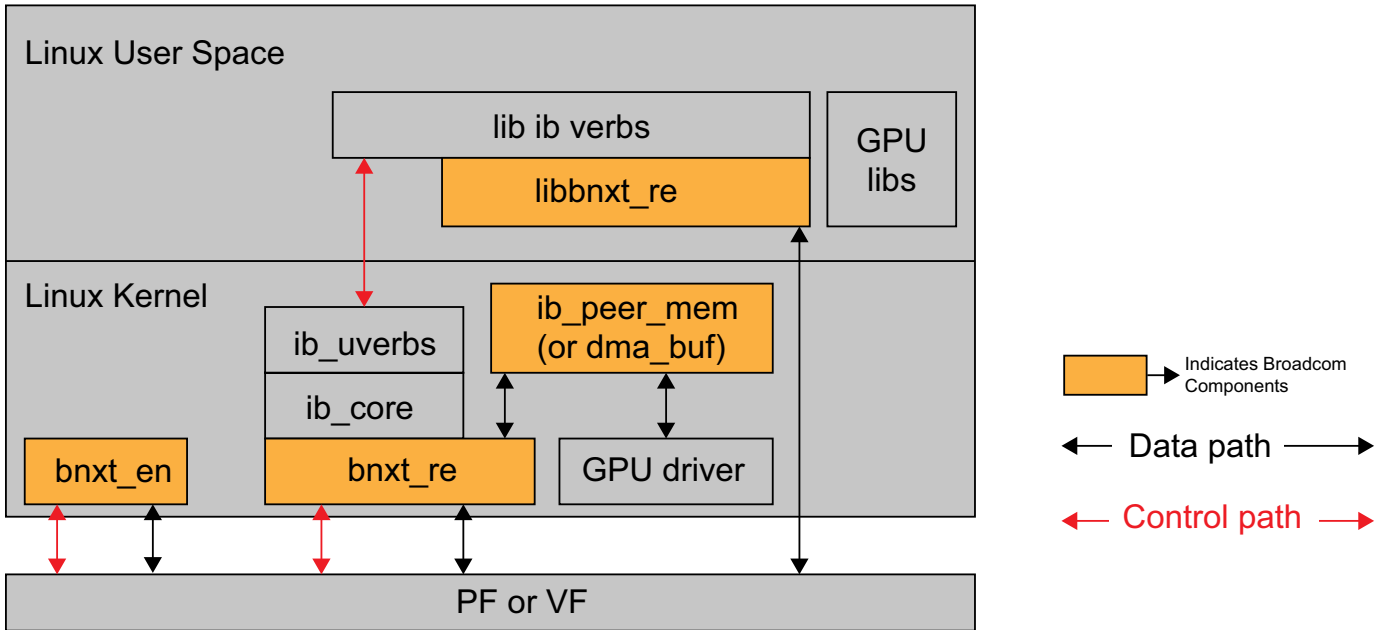 Linux User Space
lib ib verbs
GPU
libs
libbnxt_re
Linux Kernel
ib_peer_mem
(or dma_buf)
ib_uverbs
ib_core
bnxt_en
bnxt_re
GPU driver
PF or VF
Indicates Broadcom
Components
Data path
Control path